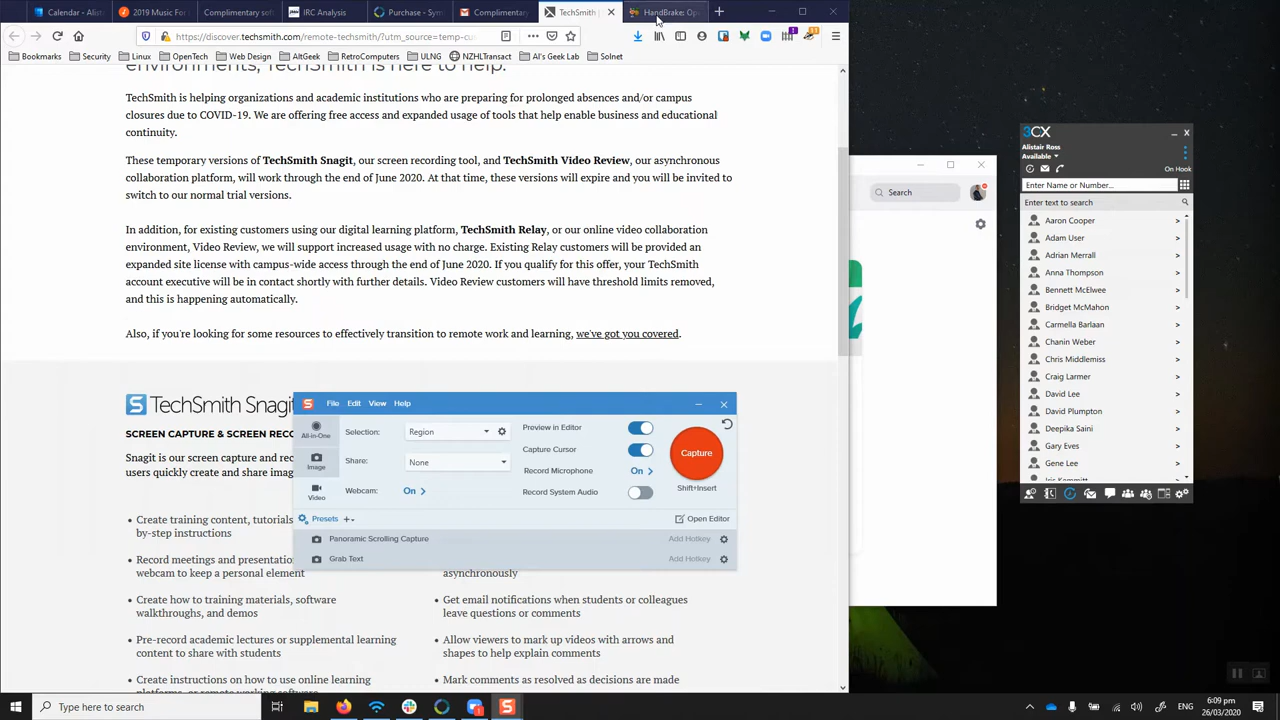 Calendar - Alist
2019 Music For
Complimentary soft
IRC Analysis
Purchase - Sym
Complimentary
TechSmith
HandBrake: Op
https://discover.techsmith.com/remote-techsmith/?utm_source=temp-cu
Bookmarks
Security
Linux
OpenTech
Web Design
AltGeek
RetroComputers
ULNG
NZHLTransact
Al's Geek Lab
Solnet
environments, TechSmith is here to help.
TechSmith is helping organizations and academic institutions who are preparing for prolonged absences and/or campus
closures due to COVID-19. We are offering free access and expanded usage of tools that help enable business and educational
continuity.
These temporary versions of TechSmith Snagit, our screen recording tool, and TechSmith Video Review, our asynchronous
collaboration platform, will work through the end of June 2020. At that time, these versions will expire and you will be invited to
switch to our normal trial versions.
In addition, for existing customers using our digital learning platform, TechSmith Relay, or our online video collaboration
environment, Video Review, we will support increased usage with no charge. Existing Relay customers will be provided an
expanded site license with campus-wide access through the end of June 2020. If you qualify for this offer, your TechSmith
account executive will be in contact shortly with further details. Video Review customers will have threshold limits removed,
and this is happening automatically.
Also, if you're looking for some resources to effectively transition to remote work and learning, we've got you covered.
S TechSmith Snagit
SCREEN CAPTURE & SCREEN RECO
Snagit is our screen capture and reco
users quickly create and share imag
Create training content, tutorials
by-step instructions
Record meetings and presentatio
webcam to keep a personal element
Create how to training materials, software
walkthroughs, and demos
Pre-record academic lectures or supplemental learning
content to share with students
Create instructions on how to use online learning
platforms, or remote working software
asynchronously
Get email notifications when students or colleagues
leave questions or comments
Allow viewers to mark up videos with arrows and
shapes to help explain comments
Mark comments as resolved as decisions are made
S File Edit View Help
All-in-One
Image
Video
Selection: Region
Share: None
Webcam: On >
Preview in Editor
Capture Cursor
Record Microphone On >
Record System Audio
Capture
Shift+Insert
Presets +
Open Editor
Panoramic Scrolling Capture Add Hotkey
Grab Text Add Hotkey
Search
3CX
Alistair Ross
Available
On Hook
Enter Name or Number...
Enter text to search
Aaron Cooper >
Adam User >
Adrian Merrall >
Anna Thompson >
Bennett McElwee >
Bridget McMahon >
Carmella Barlaan >
Chanin Weber >
Chris Middlemiss >
Craig Larmer >
David Lee >
David Plumpton >
Deepika Saini >
Gary Eves >
Gene Lee >
Iris Kemmitt >
Type here to search
ENG
6:09 pm
26/03/2020